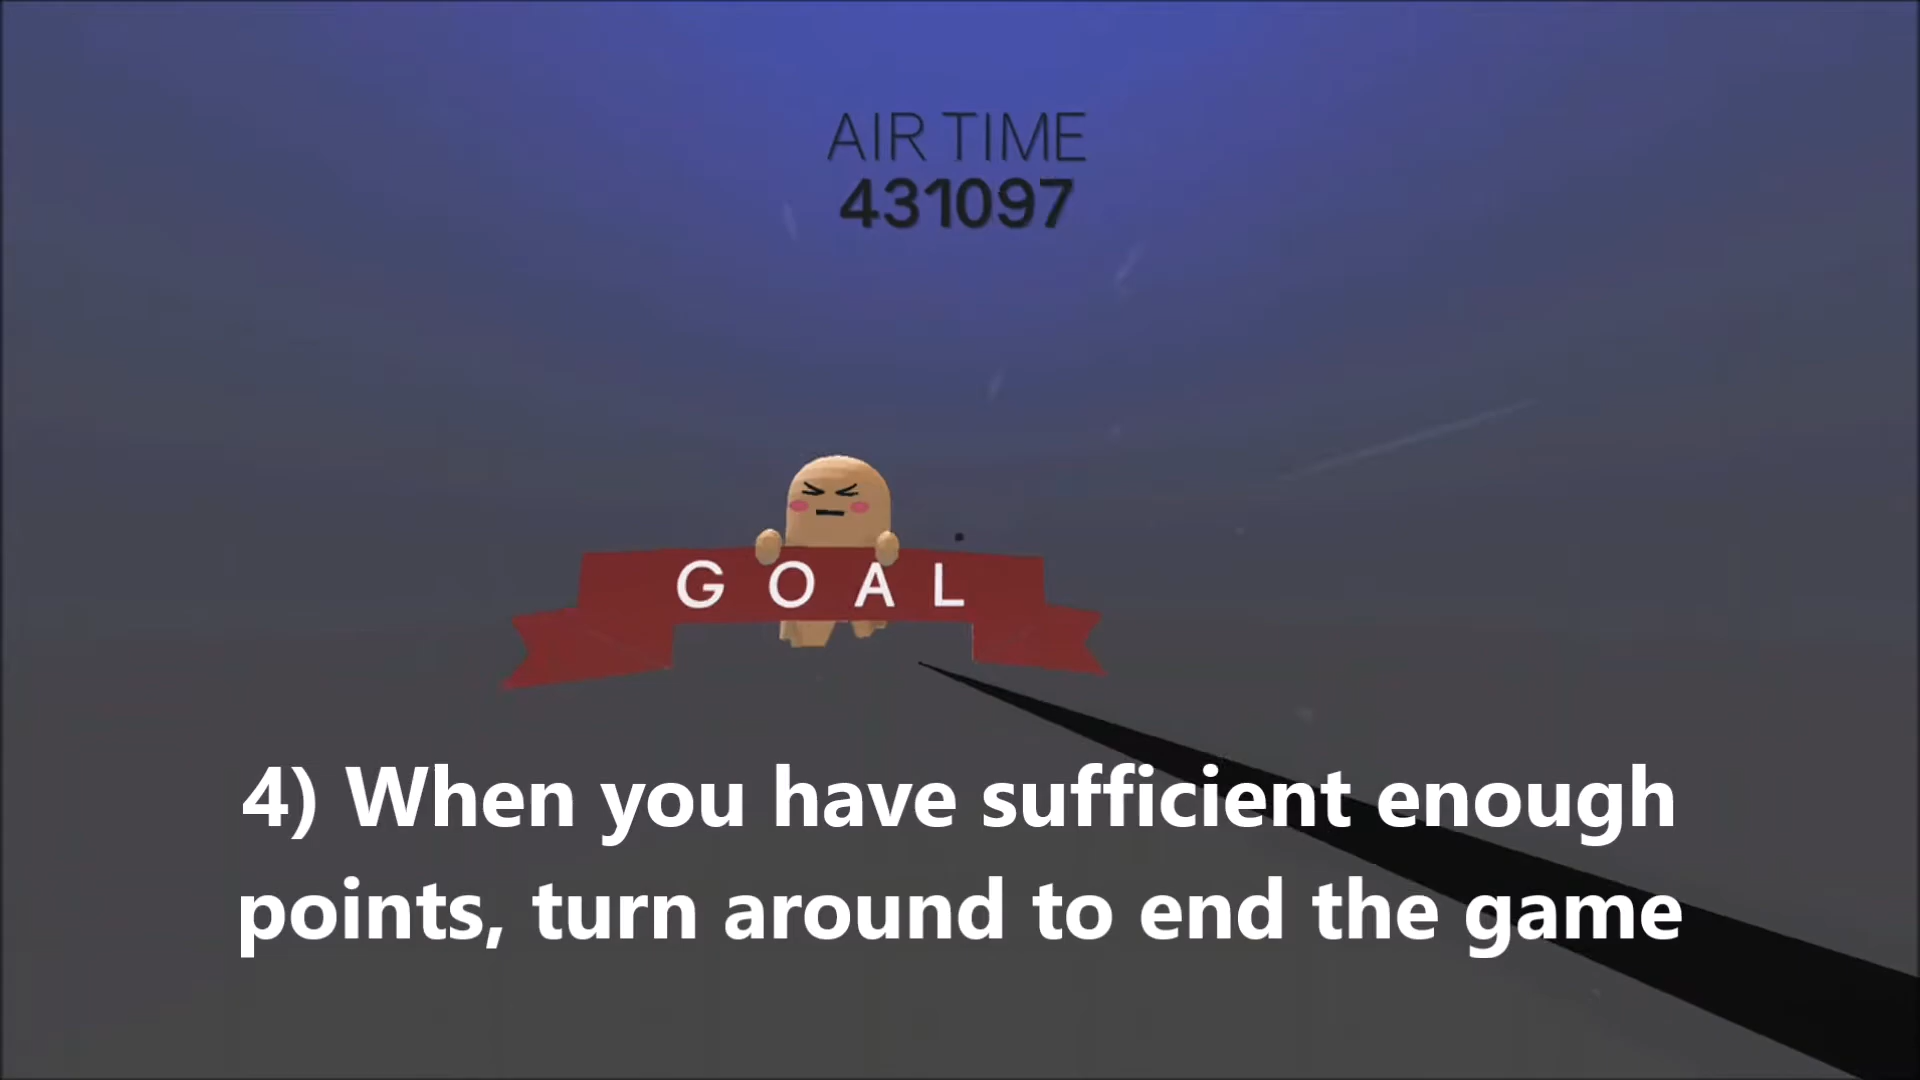 AIR TIME
431097
GOAL
4) When you have sufficient enough
points, turn around to end the game